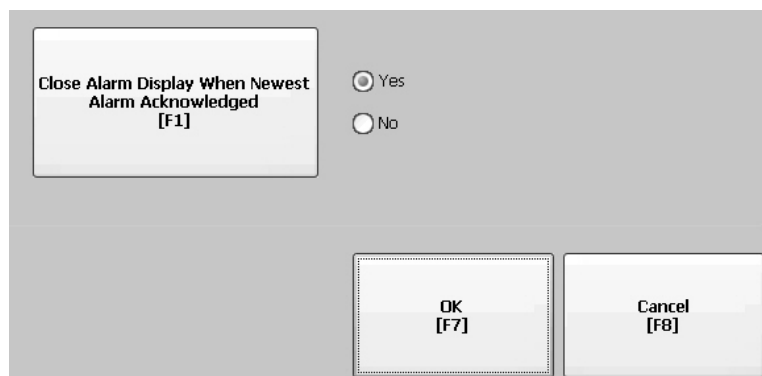 Close Alarm Display When Newest
Alarm Acknowledged
[F1]
Yes
No
OK
[F7]
Cancel
[F8]